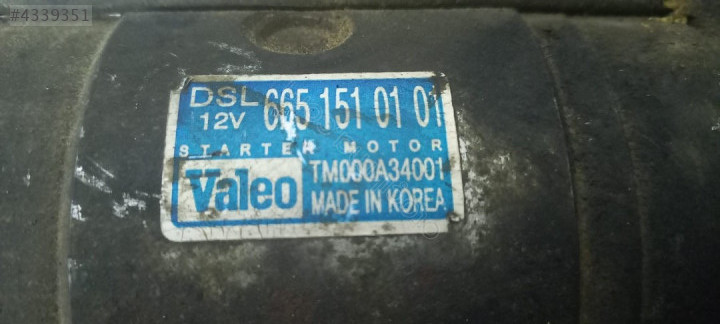 #4339351
DSL 665 151 01 01
12V
STARTER MOTOR
Valeo TM000A34001
MADE IN KOREA